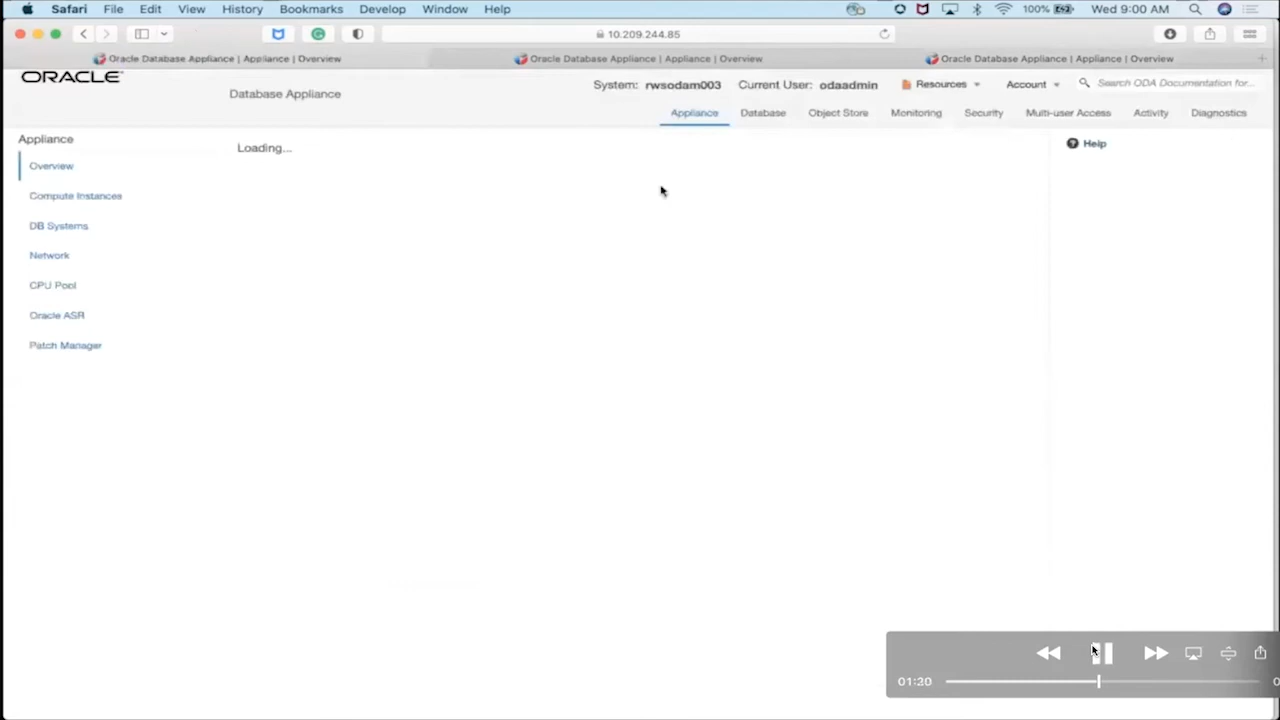 Safari File Edit View History Bookmarks Develop Window Help 100% Wed 9:00 AM
10.209.244.85
Oracle Database Appliance | Appliance | Overview Oracle Database Appliance | Appliance | Overview Oracle Database Appliance | Appliance | Overview
ORACLE Database Appliance System: rwsodam003 Current User: odaadmin Resources Account Search ODA Documentation for...
Appliance Database Object Store Monitoring Security Multi-user Access Activity Diagnostics
Appliance
Overview
Compute Instances
DB Systems
Network
CPU Pool
Oracle ASR
Patch Manager
Loading...
Help
01:20